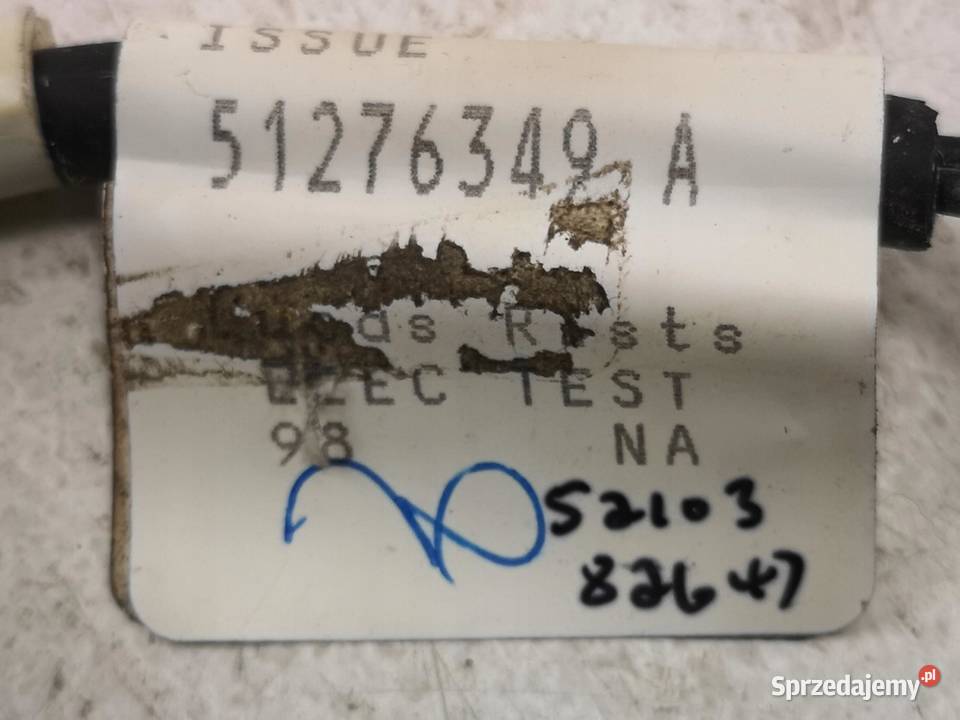 ISSUE
51276349 A
ELEC TEST
98 NA
52103
82647
Sprzedajemy.pl